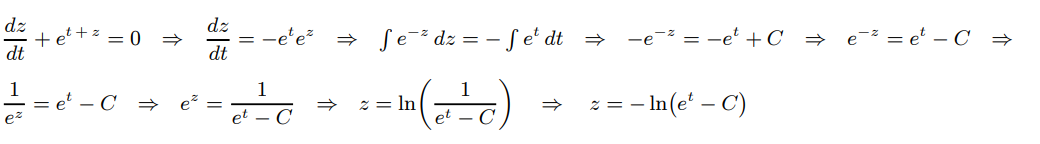 dz/dt + e^{t+z} = 0 ⇒ dz/dt = −e^t e^z ⇒ ∫ e^{−z} dz = −∫ e^t dt ⇒ −e^{−z} = −e^t + C ⇒ e^{−z} = e^t − C ⇒
1/e^z = e^t − C ⇒ e^z = 1/(e^t − C) ⇒ z = ln(1/(e^t − C)) ⇒ z = −ln(e^t − C)